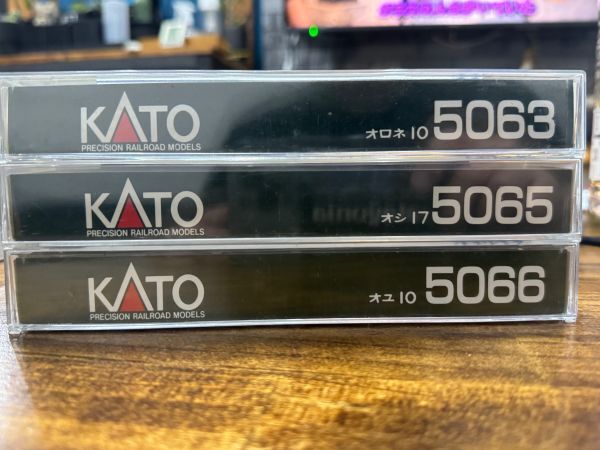 KATO
PRECISION RAILROAD MODELS
オロネ10 5063
KATO
PRECISION RAILROAD MODELS
オシ17 5065
KATO
PRECISION RAILROAD MODELS
オユ10 5066